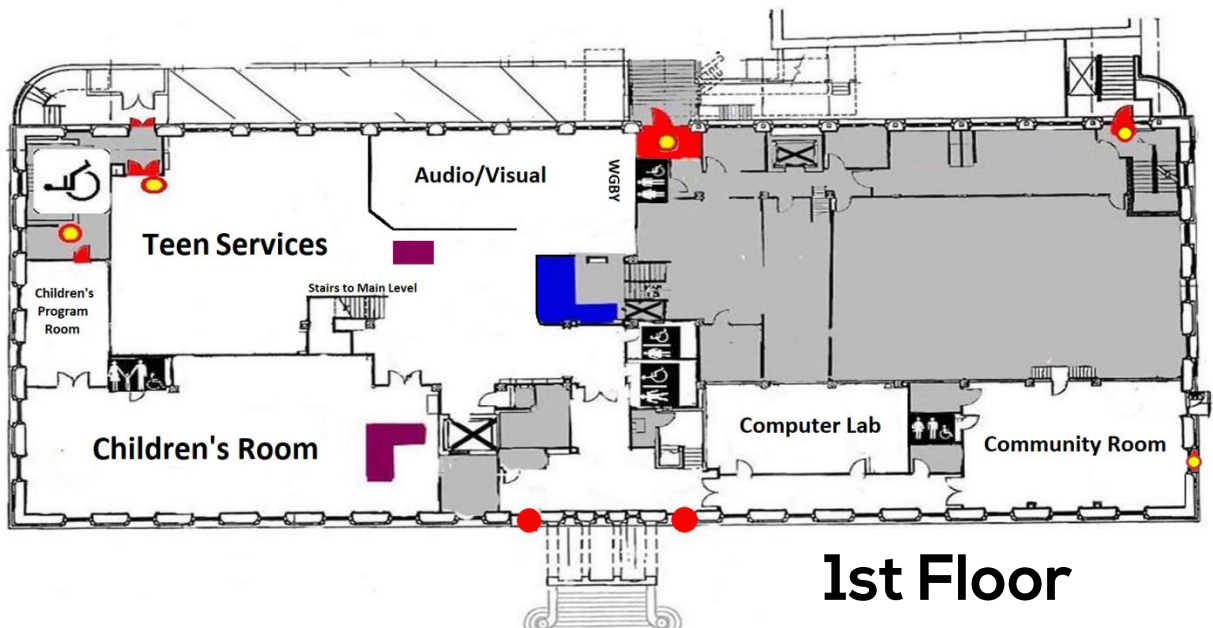 Audio/Visual
WGBY
Teen Services
Stairs to Main Level
Children's
Program
Room
Children's Room
Computer Lab
Community Room
1st Floor